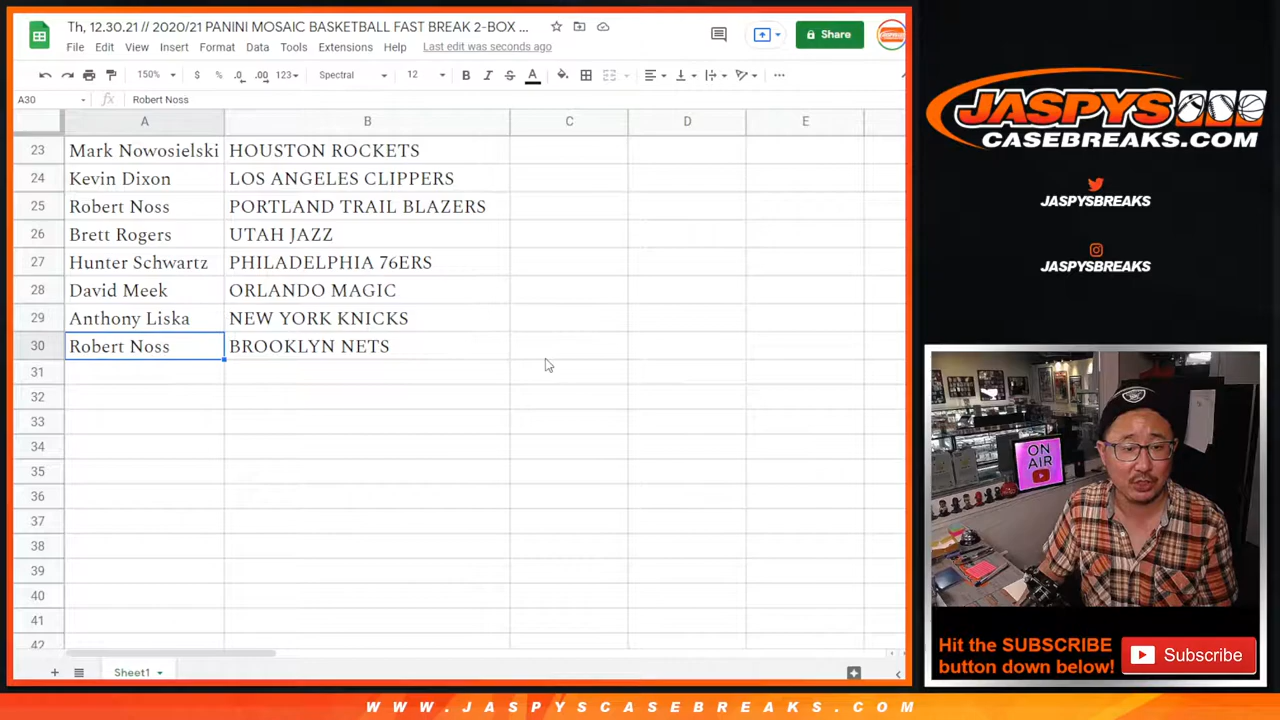 Th, 12.30.21 // 2020/21 PANINI MOSAIC BASKETBALL FAST BREAK 2-BOX ...
File Edit View Insert Format Data Tools Extensions Help Last edit was seconds ago
Share
150% $ % .0 .00 123 Spectral 12 B I S A
A30 fx Robert Noss
A B C D E
23 Mark Nowosielski HOUSTON ROCKETS
24 Kevin Dixon LOS ANGELES CLIPPERS
25 Robert Noss PORTLAND TRAIL BLAZERS
26 Brett Rogers UTAH JAZZ
27 Hunter Schwartz PHILADELPHIA 76ERS
28 David Meek ORLANDO MAGIC
29 Anthony Liska NEW YORK KNICKS
30 Robert Noss BROOKLYN NETS
31
32
33
34
35
36
37
38
39
40
41
42
Sheet1
JASPYS
CASEBREAKS.COM
JASPYSBREAKS
JASPYSBREAKS
ON
AIR
Hit the SUBSCRIBE
button down below!
Subscribe
WWW.JASPYSCASEBREAKS.COM